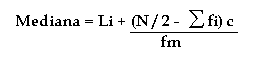 Mediana = Li + (N/2 - ∑fi) c
fm